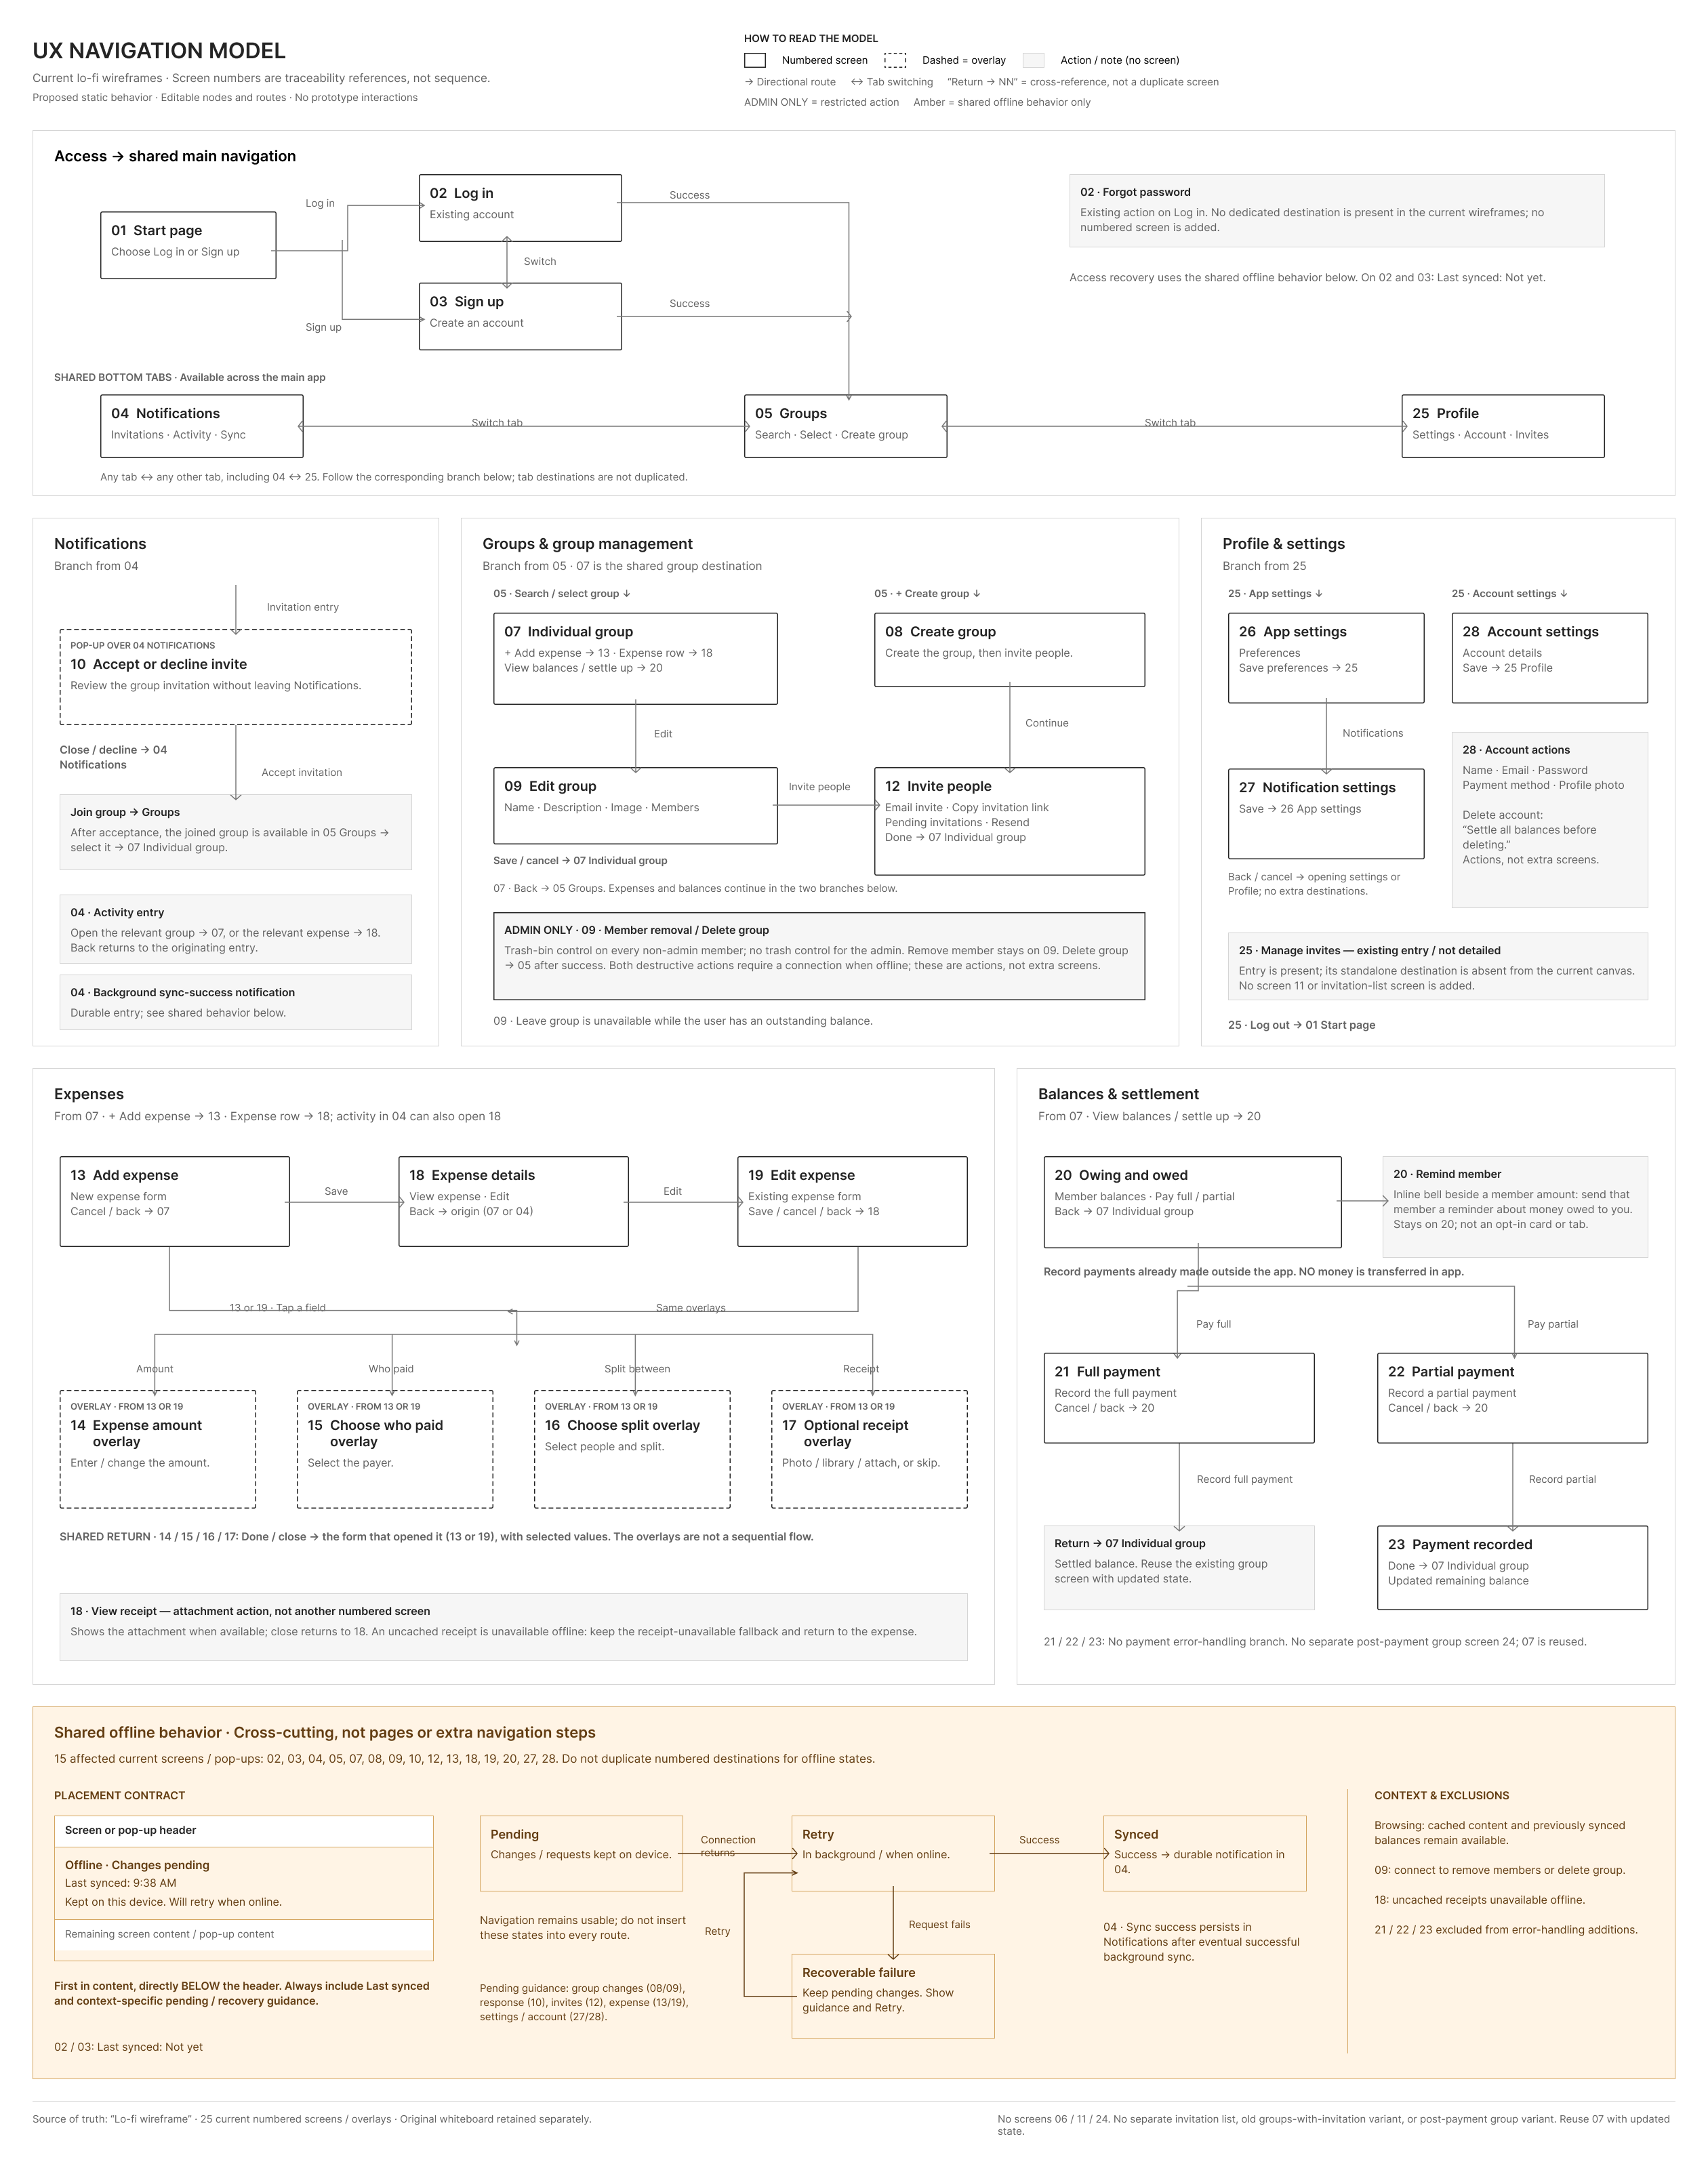 UX NAVIGATION MODEL
Current lo-fi wireframes · Screen numbers are traceability references, not sequence.
Proposed static behavior · Editable nodes and routes · No prototype interactions
HOW TO READ THE MODEL
Numbered screen
Dashed = overlay
Action / note (no screen)
→ Directional route ↔ Tab switching “Return → NN” = cross-reference, not a duplicate screen
ADMIN ONLY = restricted action Amber = shared offline behavior only
Access → shared main navigation
01 Start page
Choose Log in or Sign up
Log in
Sign up
02 Log in
Existing account
Switch
03 Sign up
Create an account
Success
Success
02 · Forgot password
Existing action on Log in. No dedicated destination is present in the current wireframes; no
numbered screen is added.
Access recovery uses the shared offline behavior below. On 02 and 03: Last synced: Not yet.
SHARED BOTTOM TABS · Available across the main app
04 Notifications
Invitations · Activity · Sync
Switch tab
05 Groups
Search · Select · Create group
Switch tab
25 Profile
Settings · Account · Invites
Any tab ↔ any other tab, including 04 ↔ 25. Follow the corresponding branch below; tab destinations are not duplicated.
Notifications
Branch from 04
Invitation entry
POP-UP OVER 04 NOTIFICATIONS
10 Accept or decline invite
Review the group invitation without leaving Notifications.
Close / decline → 04
Notifications
Accept invitation
Join group → Groups
After acceptance, the joined group is available in 05 Groups →
select it → 07 Individual group.
04 · Activity entry
Open the relevant group → 07, or the relevant expense → 18.
Back returns to the originating entry.
04 · Background sync-success notification
Durable entry; see shared behavior below.
Groups & group management
Branch from 05 · 07 is the shared group destination
05 · Search / select group ↓
05 · + Create group ↓
07 Individual group
+ Add expense → 13 · Expense row → 18
View balances / settle up → 20
08 Create group
Create the group, then invite people.
Edit
Continue
09 Edit group
Name · Description · Image · Members
Invite people
12 Invite people
Email invite · Copy invitation link
Pending invitations · Resend
Done → 07 Individual group
Save / cancel → 07 Individual group
07 · Back → 05 Groups. Expenses and balances continue in the two branches below.
ADMIN ONLY · 09 · Member removal / Delete group
Trash-bin control on every non-admin member; no trash control for the admin. Remove member stays on 09. Delete group
→ 05 after success. Both destructive actions require a connection when offline; these are actions, not extra screens.
09 · Leave group is unavailable while the user has an outstanding balance.
Profile & settings
Branch from 25
25 · App settings ↓
25 · Account settings ↓
26 App settings
Preferences
Save preferences → 25
28 Account settings
Account details
Save → 25 Profile
Notifications
27 Notification settings
Save → 26 App settings
Back / cancel → opening settings or
Profile; no extra destinations.
28 · Account actions
Name · Email · Password
Payment method · Profile photo
Delete account:
“Settle all balances before
deleting.”
Actions, not extra screens.
25 · Manage invites — existing entry / not detailed
Entry is present; its standalone destination is absent from the current canvas.
No screen 11 or invitation-list screen is added.
25 · Log out → 01 Start page
Expenses
From 07 · + Add expense → 13 · Expense row → 18; activity in 04 can also open 18
13 Add expense
New expense form
Cancel / back → 07
Save
18 Expense details
View expense · Edit
Back → origin (07 or 04)
Edit
19 Edit expense
Existing expense form
Save / cancel / back → 18
13 or 19 · Tap a field
Same overlays
Amount
Who paid
Split between
Receipt
OVERLAY · FROM 13 OR 19
14 Expense amount
overlay
Enter / change the amount.
OVERLAY · FROM 13 OR 19
15 Choose who paid
overlay
Select the payer.
OVERLAY · FROM 13 OR 19
16 Choose split overlay
Select people and split.
OVERLAY · FROM 13 OR 19
17 Optional receipt
overlay
Photo / library / attach, or skip.
SHARED RETURN · 14 / 15 / 16 / 17: Done / close → the form that opened it (13 or 19), with selected values. The overlays are not a sequential flow.
18 · View receipt — attachment action, not another numbered screen
Shows the attachment when available; close returns to 18. An uncached receipt is unavailable offline: keep the receipt-unavailable fallback and return to the expense.
Balances & settlement
From 07 · View balances / settle up → 20
20 Owing and owed
Member balances · Pay full / partial
Back → 07 Individual group
20 · Remind member
Inline bell beside a member amount: send that
member a reminder about money owed to you.
Stays on 20; not an opt-in card or tab.
Record payments already made outside the app. NO money is transferred in app.
Pay full
Pay partial
21 Full payment
Record the full payment
Cancel / back → 20
22 Partial payment
Record a partial payment
Cancel / back → 20
Record full payment
Record partial
Return → 07 Individual group
Settled balance. Reuse the existing group
screen with updated state.
23 Payment recorded
Done → 07 Individual group
Updated remaining balance
21 / 22 / 23: No payment error-handling branch. No separate post-payment group screen 24; 07 is reused.
Shared offline behavior · Cross-cutting, not pages or extra navigation steps
15 affected current screens / pop-ups: 02, 03, 04, 05, 07, 08, 09, 10, 12, 13, 18, 19, 20, 27, 28. Do not duplicate numbered destinations for offline states.
PLACEMENT CONTRACT
Screen or pop-up header
Offline · Changes pending
Last synced: 9:38 AM
Kept on this device. Will retry when online.
Remaining screen content / pop-up content
First in content, directly BELOW the header. Always include Last synced
and context-specific pending / recovery guidance.
02 / 03: Last synced: Not yet
Pending
Changes / requests kept on device.
Connection
returns
Retry
In background / when online.
Success
Synced
Success → durable notification in
04.
Navigation remains usable; do not insert
these states into every route.
Retry
Request fails
04 · Sync success persists in
Notifications after eventual successful
background sync.
Pending guidance: group changes (08/09),
response (10), invites (12), expense (13/19),
settings / account (27/28).
Recoverable failure
Keep pending changes. Show
guidance and Retry.
CONTEXT & EXCLUSIONS
Browsing: cached content and previously synced
balances remain available.
09: connect to remove members or delete group.
18: uncached receipts unavailable offline.
21 / 22 / 23 excluded from error-handling additions.
Source of truth: “Lo-fi wireframe” · 25 current numbered screens / overlays · Original whiteboard retained separately.
No screens 06 / 11 / 24. No separate invitation list, old groups-with-invitation variant, or post-payment group variant. Reuse 07 with updated
state.